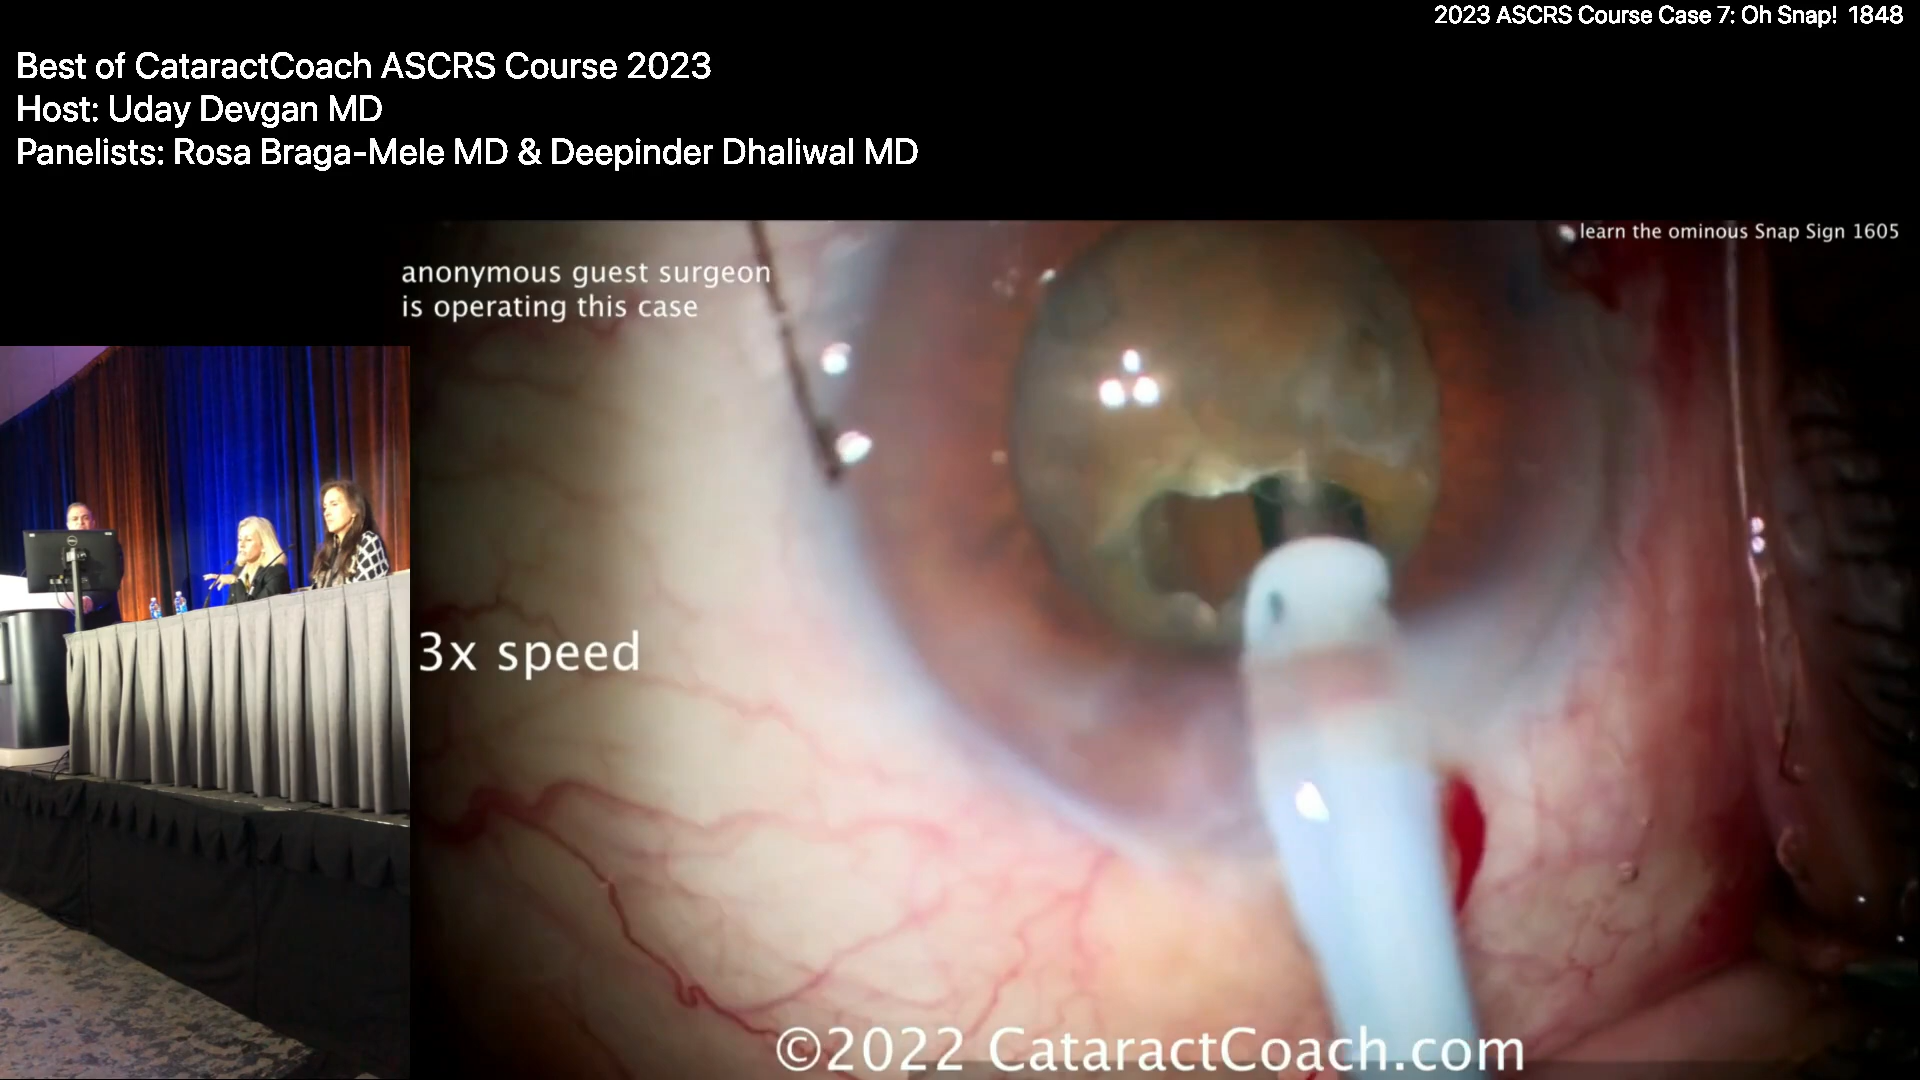 2023 ASCRS Course Case 7: Oh Snap! 1848
Best of CataractCoach ASCRS Course 2023
Host: Uday Devgan MD
Panelists: Rosa Braga-Mele MD & Deepinder Dhaliwal MD
learn the ominous Snap Sign 1605
anonymous guest surgeon
is operating this case
3x speed
©2022 CataractCoach.com